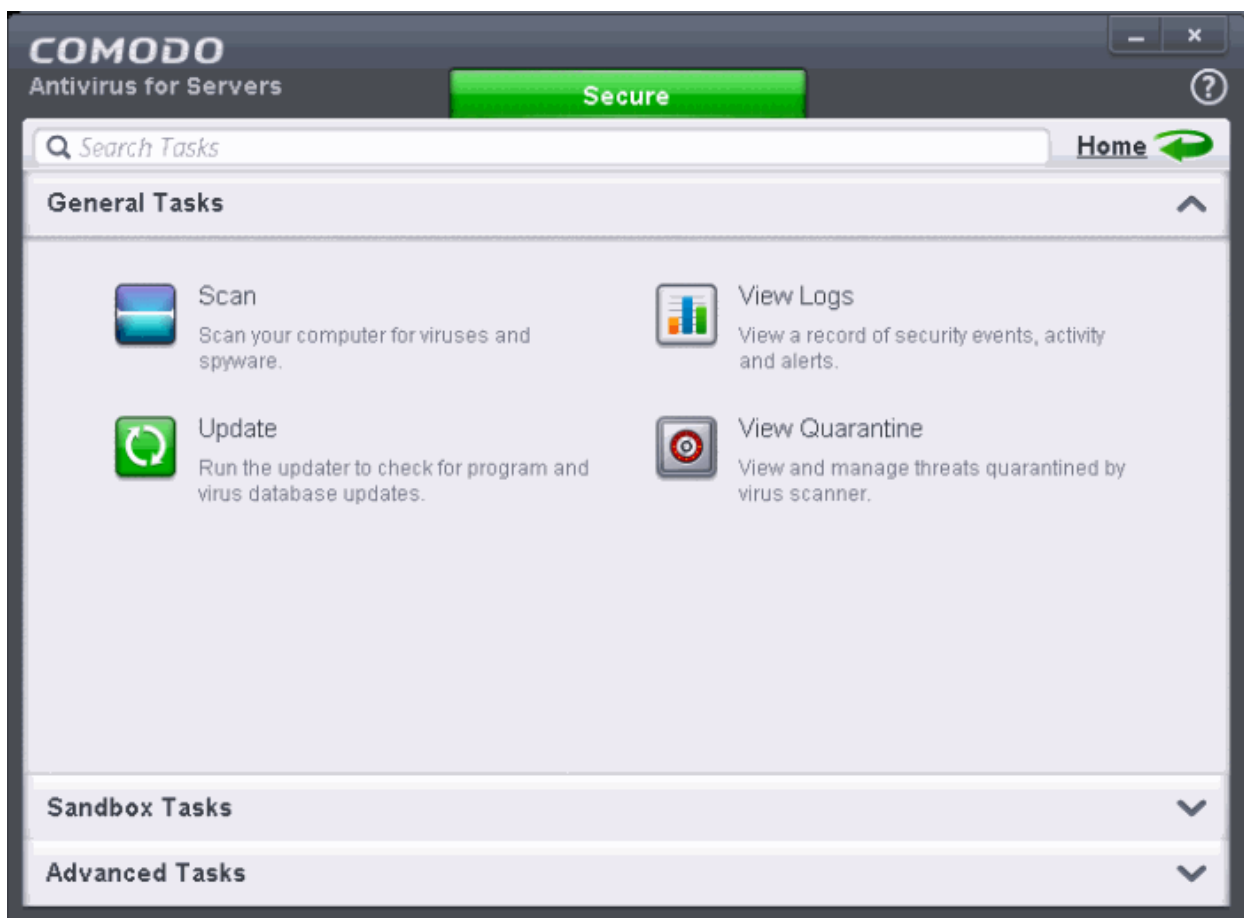 COMODO
Antivirus for Servers
Secure
?
Search Tasks
Home
General Tasks
Scan
Scan your computer for viruses and
spyware.
View Logs
View a record of security events, activity
and alerts.
Update
Run the updater to check for program and
virus database updates.
View Quarantine
View and manage threats quarantined by
virus scanner.
Sandbox Tasks
Advanced Tasks